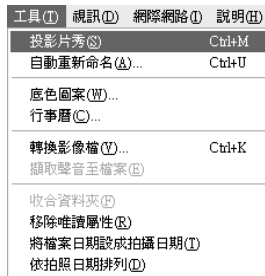 工具(T) 視訊(D) 網際網路(I) 說明(H)
投影片秀(S) Ctrl+M
自動重新命名(A)... Ctrl+U
底色圖案(W)...
行事曆(C)...
轉換影像檔(V)... Ctrl+K
擷取聲音至檔案(E)
收合資料夾(F)
移除唯讀屬性(R)
將檔案日期設成拍攝日期(T)
依拍照日期排列(D)